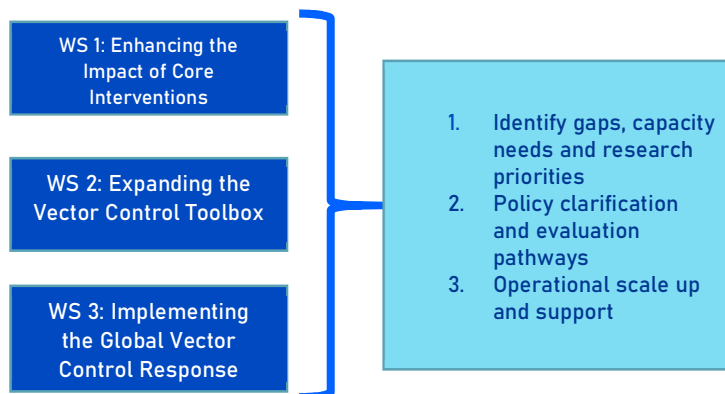 WS 1: Enhancing the
Impact of Core
Interventions
WS 2: Expanding the
Vector Control Toolbox
WS 3: Implementing
the Global Vector
Control Response
1. Identify gaps, capacity
needs and research
priorities
2. Policy clarification
and evaluation
pathways
3. Operational scale up
and support